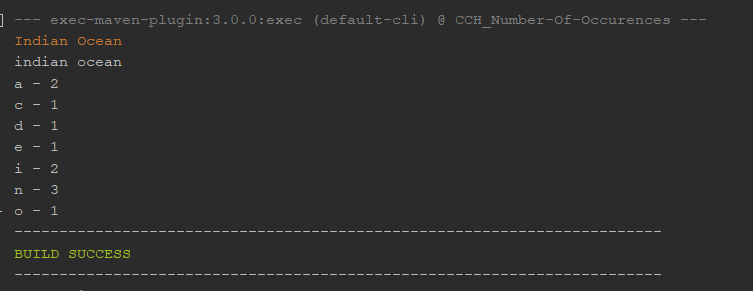 --- exec-maven-plugin:3.0.0:exec (default-cli) @ CCH_Number-Of-Occurences ---
Indian Ocean
indian ocean
a - 2
c - 1
d - 1
e - 1
i - 2
n - 3
o - 1
------------------------------------------------------------------------
BUILD SUCCESS
------------------------------------------------------------------------